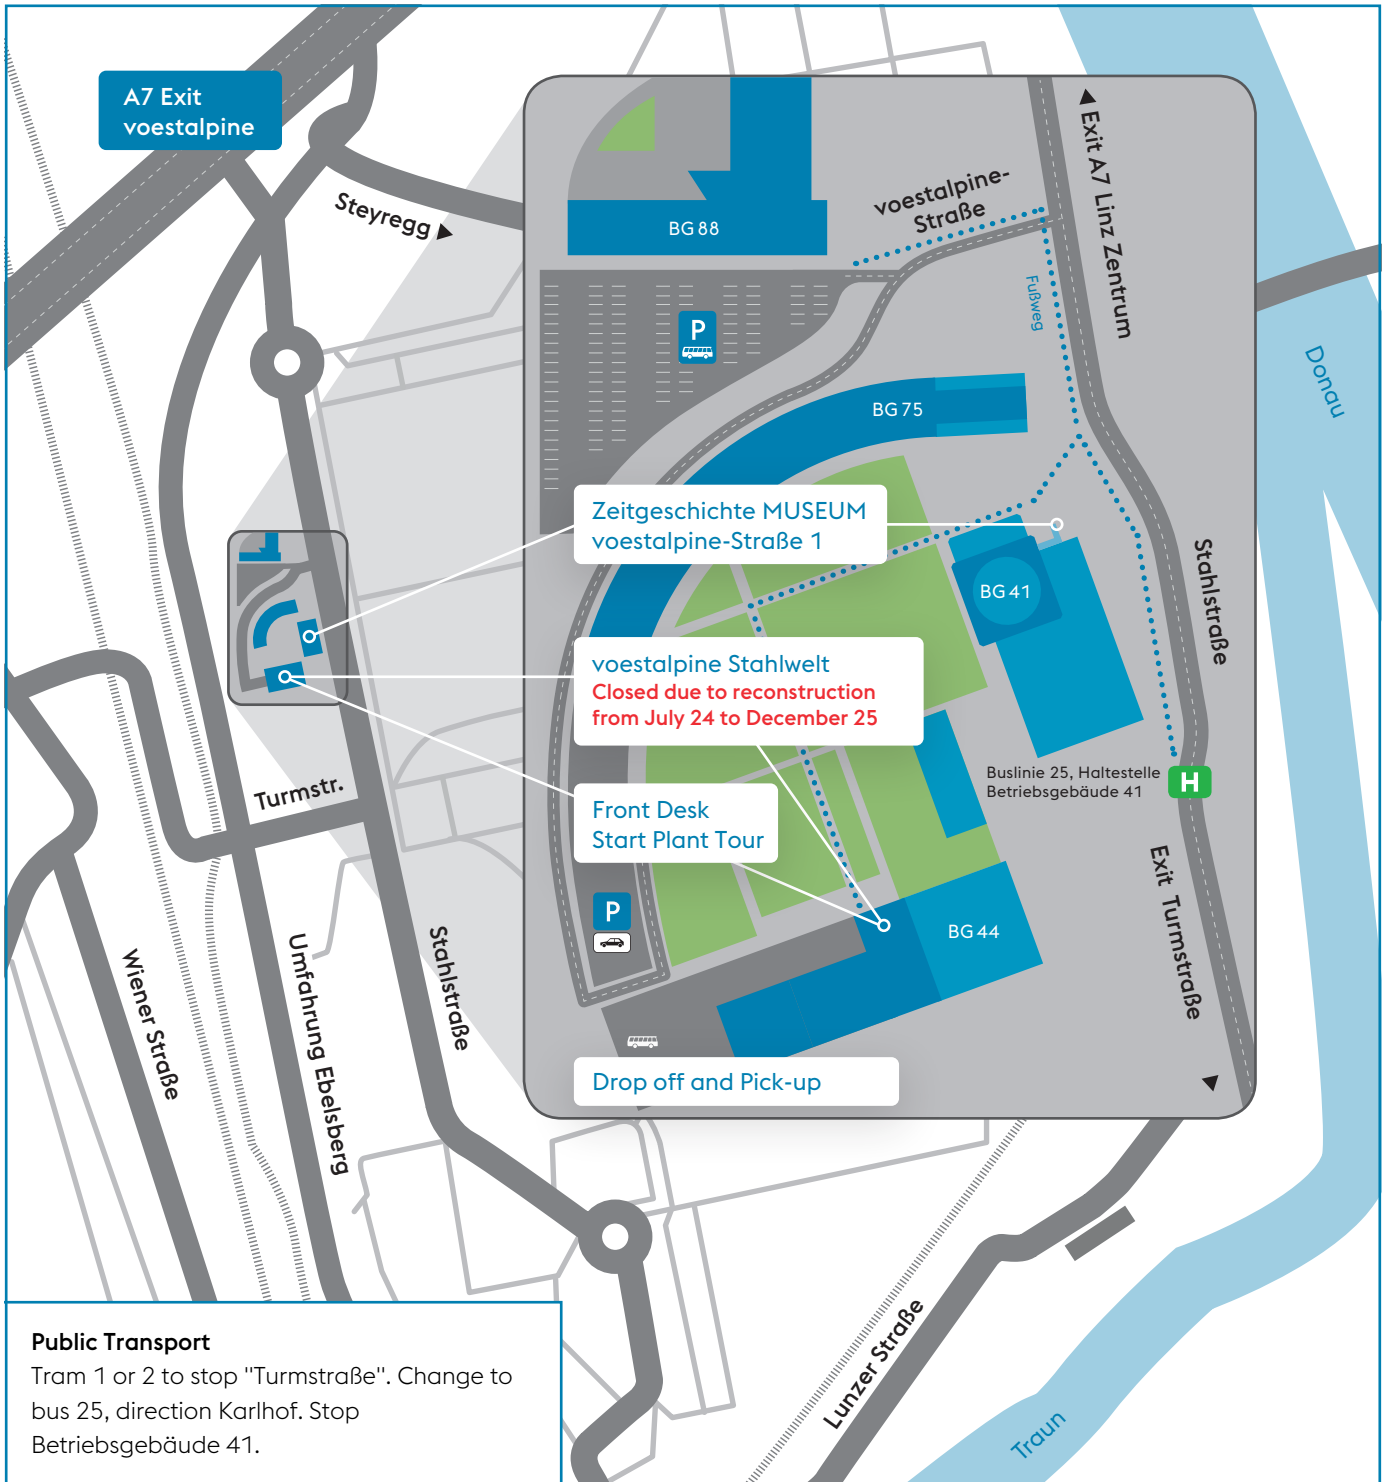 A7 Exit
voestalpine
Steyregg
BG 88
voestalpine-
Straße
Exit A7 Linz Zentrum
Fußweg
P
Donau
BG 75
Zeitgeschichte MUSEUM
voestalpine-Straße 1
BG 41
Stahlstraße
voestalpine Stahlwelt
Closed due to reconstruction
from July 24 to December 25
Buslinie 25, Haltestelle
Betriebsgebäude 41
H
Turmstr.
Front Desk
Start Plant Tour
Exit Turmstraße
P
BG 44
Wiener Straße
Umfahrung Ebelsberg
Stahlstraße
Drop off and Pick-up
Lunzer Straße
Traun
Public Transport
Tram 1 or 2 to stop "Turmstraße". Change to
bus 25, direction Karlhof. Stop
Betriebsgebäude 41.